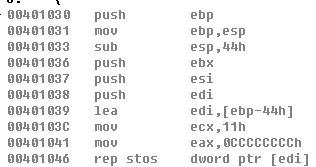 00401030 push ebp
00401031 mov ebp,esp
00401033 sub esp,44h
00401036 push ebx
00401037 push esi
00401038 push edi
00401039 lea edi,[ebp-44h]
0040103C mov ecx,11h
00401041 mov eax,0CCCCCCCCh
00401046 rep stos dword ptr [edi]